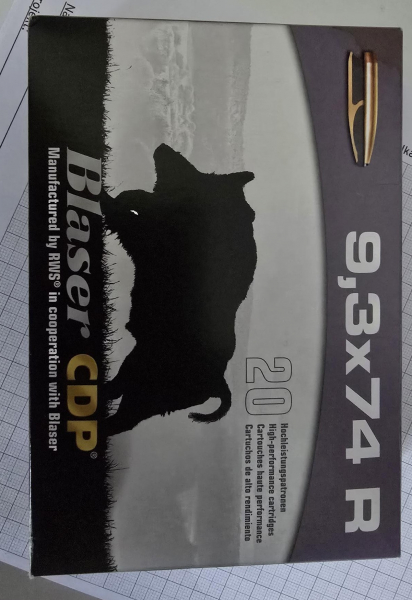 9,3x74 R
20
Hochleistungspatronen
High-performance cartridges
Cartouches haute performance
Cartuchos de alto rendimiento
Blaser CDP®
Manufactured by RWS® in cooperation with Blaser